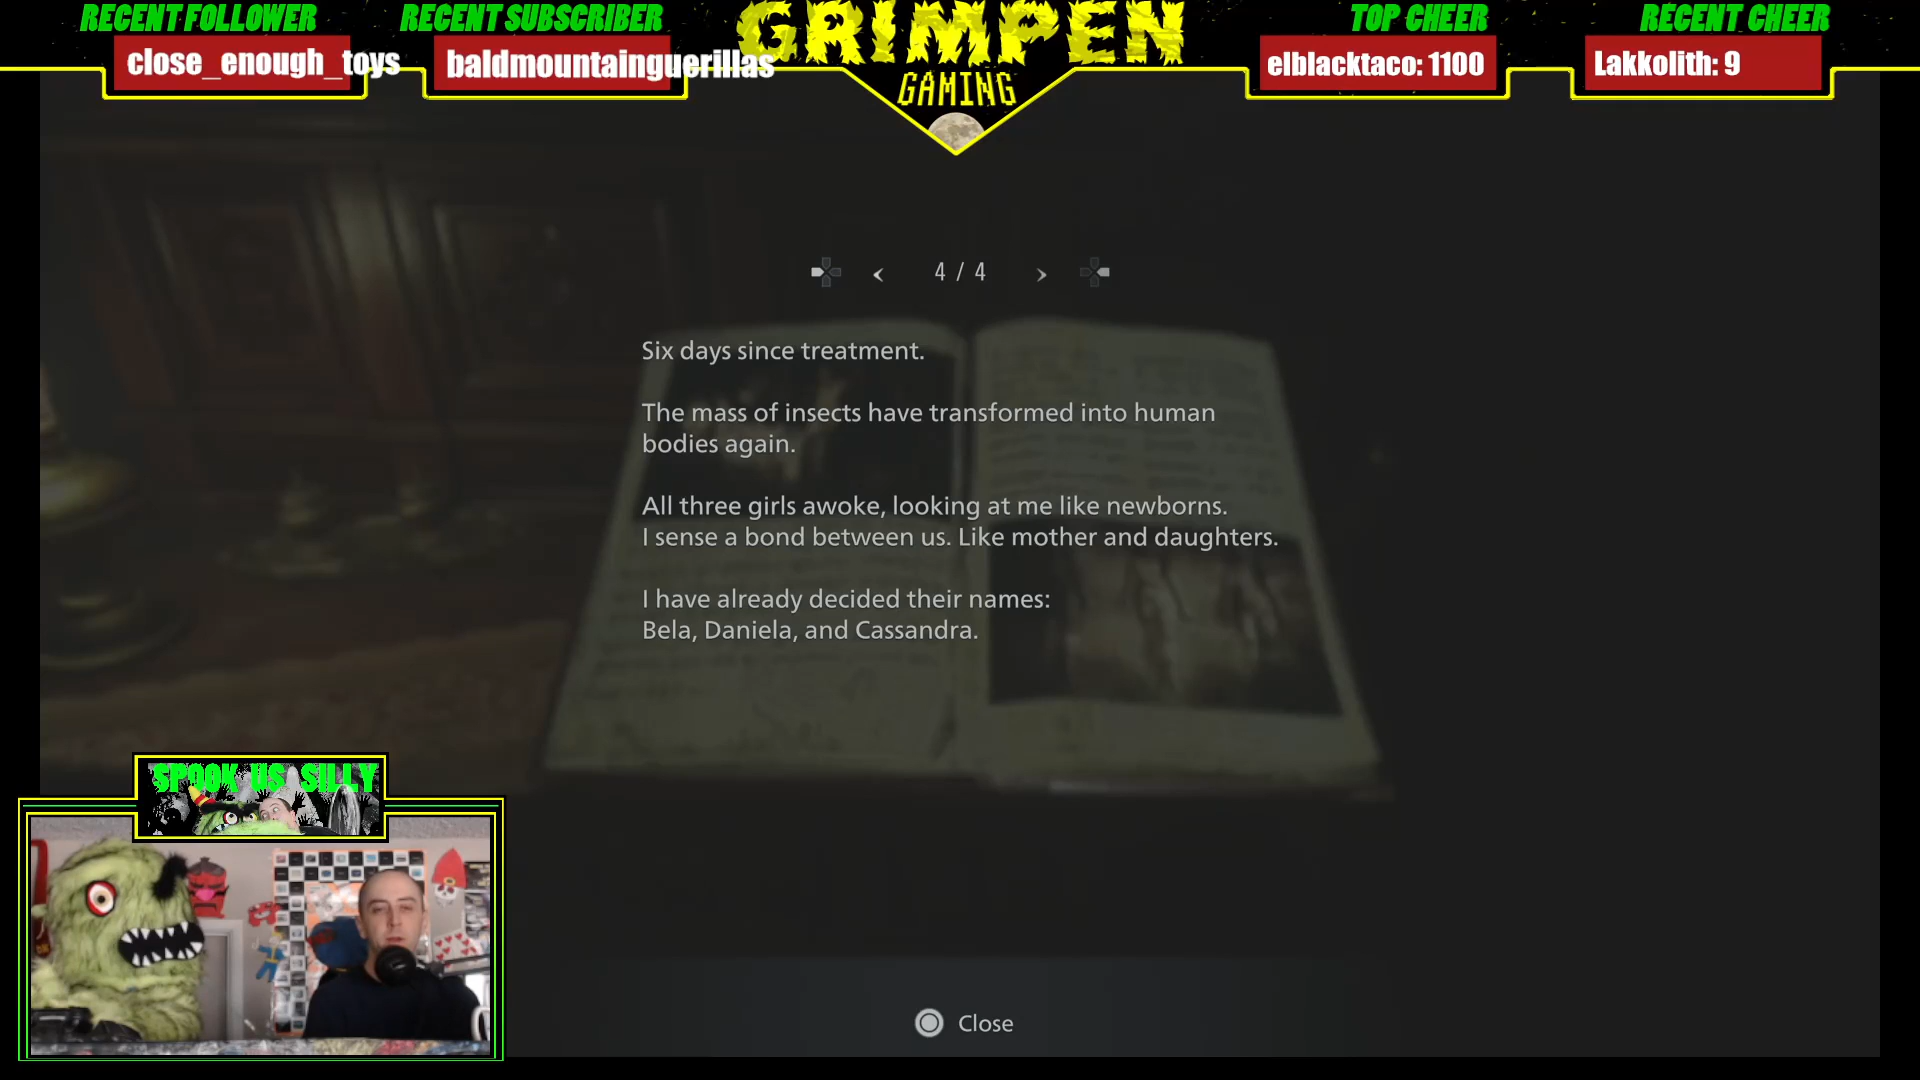 RECENT FOLLOWER
close_enough_toys
RECENT SUBSCRIBER
baldmountainguerillas
GRIMPEN
GAMING
TOP CHEER
elblacktaco: 1100
RECENT CHEER
Lakkolith: 9
4 / 4
Six days since treatment.
The mass of insects have transformed into human
bodies again.
All three girls awoke, looking at me like newborns.
I sense a bond between us. Like mother and daughters.
I have already decided their names:
Bela, Daniela, and Cassandra.
SPOOK US SILLY
Close